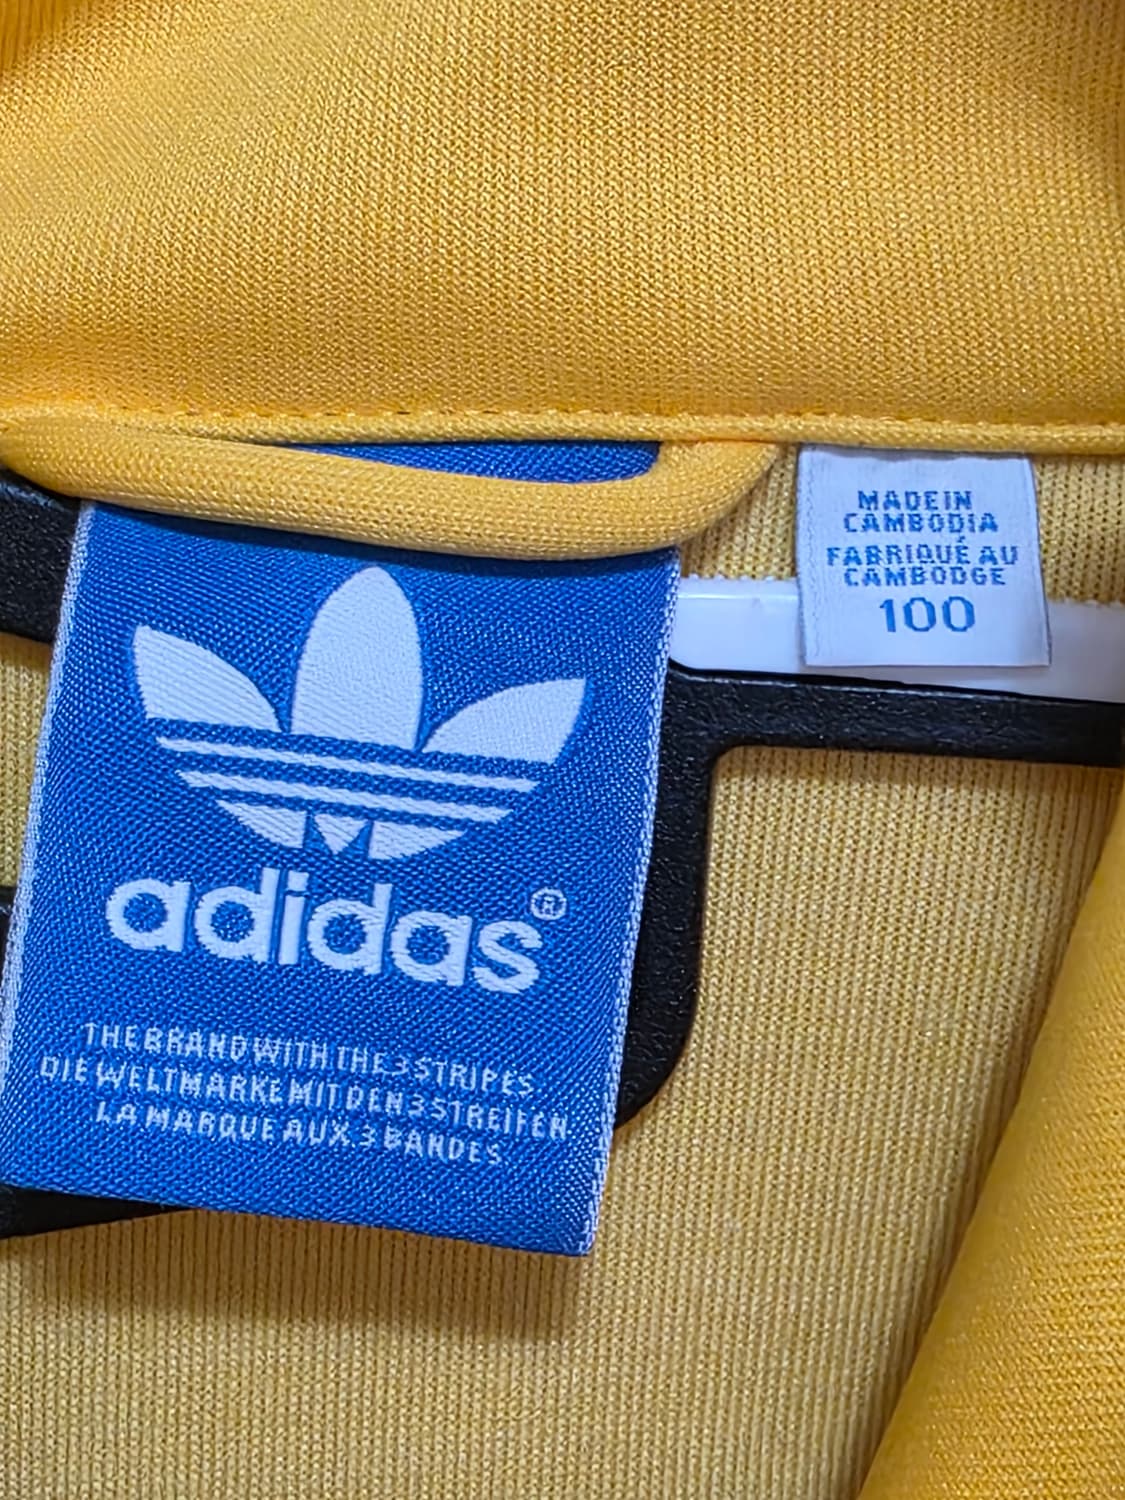 adidas®
THE BRAND WITH THE 3 STRIPES.
DIE WELTMARKE MIT DEN 3 STREIFEN.
LA MARQUE AUX 3 BANDES.
MADE IN
CAMBODIA
FABRIQUÉ AU
CAMBODGE
100